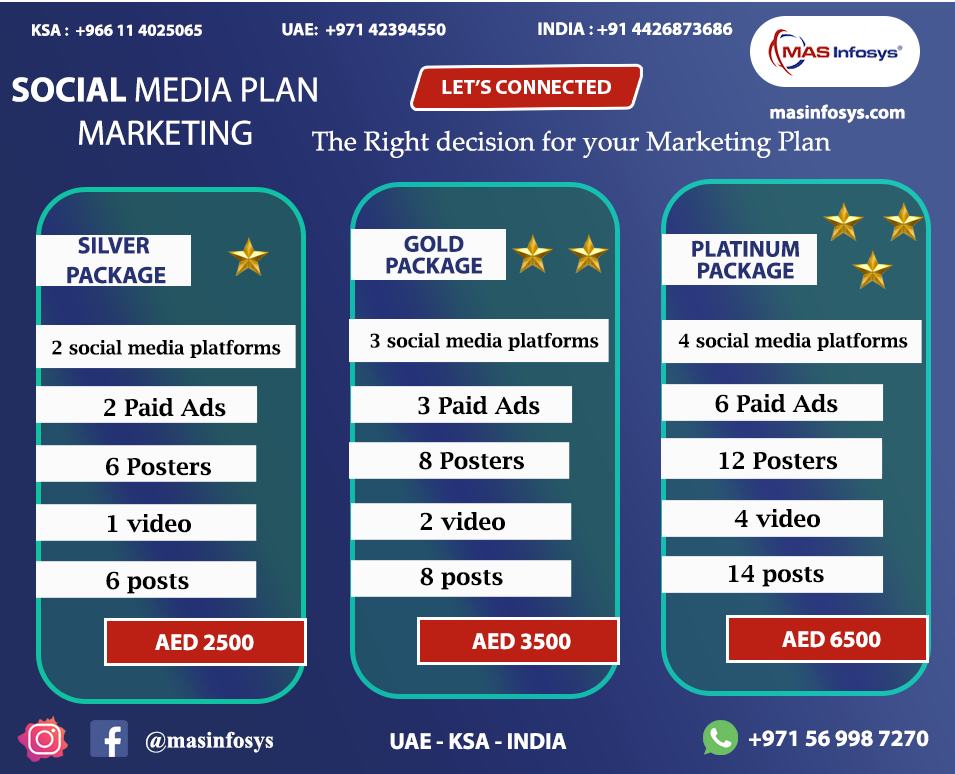 KSA : +966 11 4025065
UAE: +971 42394550
INDIA : +91 4426873686
MAS Infosys®
masinfosys.com
SOCIAL MEDIA PLAN
MARKETING
LET'S CONNECTED
The Right decision for your Marketing Plan
SILVER
PACKAGE
2 social media platforms
2 Paid Ads
6 Posters
1 video
6 posts
AED 2500
GOLD
PACKAGE
3 social media platforms
3 Paid Ads
8 Posters
2 video
8 posts
AED 3500
PLATINUM
PACKAGE
4 social media platforms
6 Paid Ads
12 Posters
4 video
14 posts
AED 6500
@masinfosys
UAE - KSA - INDIA
+971 56 998 7270